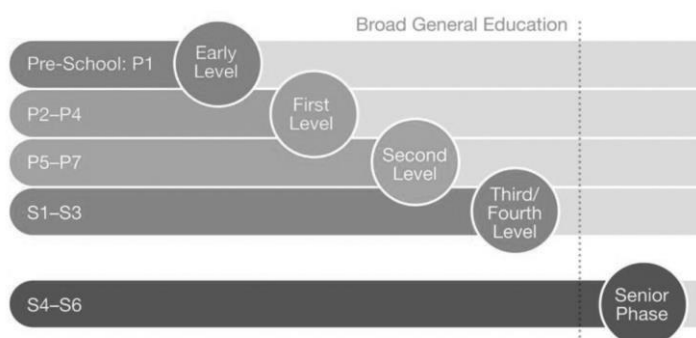 Broad General Education
Pre-School: P1
Early
Level
P2–P4
First
Level
P5–P7
Second
Level
S1–S3
Third/
Fourth
Level
S4–S6
Senior
Phase